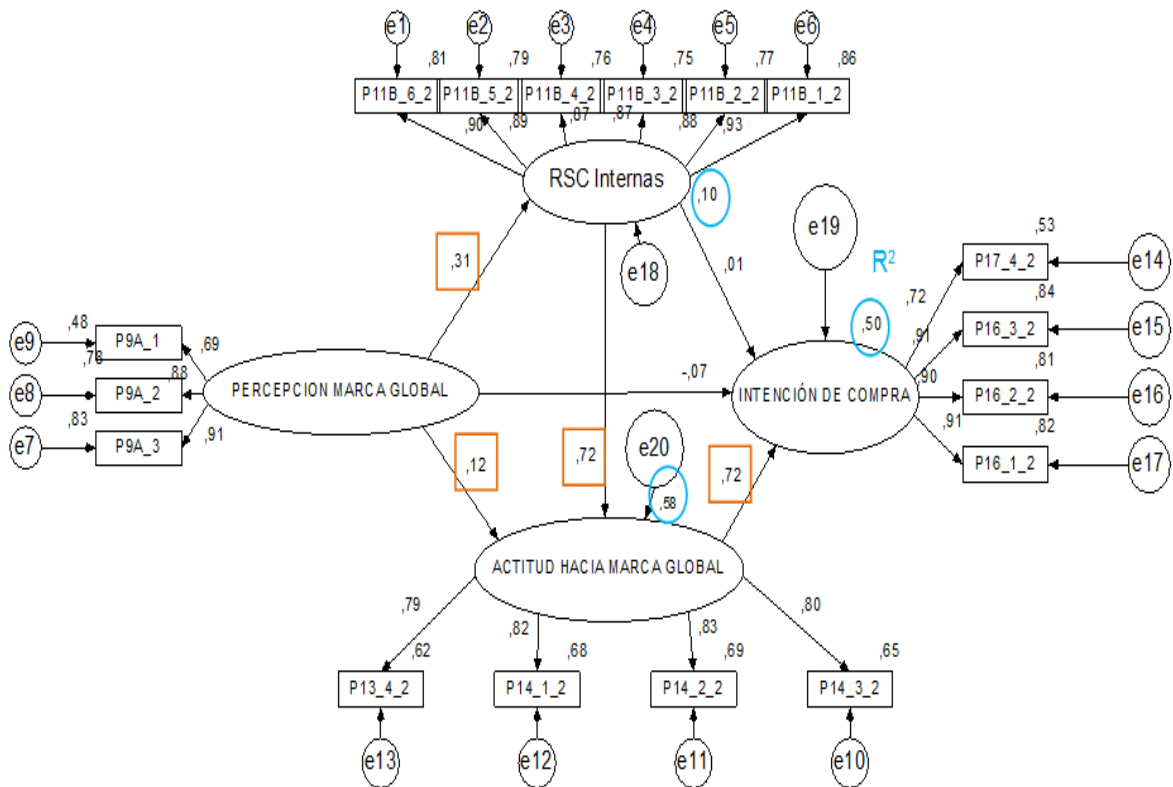 e1 e2 e3 e4 e5 e6
,81 ,79 ,76 ,75 ,77 ,86
P11B_6_2 P11B_5_2 P11B_4_2 P11B_3_2 P11B_2_2 P11B_1_2
,90 ,89 ,87 ,87 ,88 ,93
RSC Internas
,10
e19
,53
,31
e18
,01
R²
P17_4_2
e14
,72
,84
,48
e9
P9A_1
,69
,50
,91
P16_3_2
e15
,78
,88
,81
e8
P9A_2
PERCEPCION MARCA GLOBAL
-,07
INTENCIÓN DE COMPRA
,90
P16_2_2
e16
,83
,91
,91
,82
e7
P9A_3
,12
,72
e20
,72
P16_1_2
e17
,58
ACTITUD HACIA MARCA GLOBAL
,79 ,82 ,83 ,80
,62 ,68 ,69 ,65
P13_4_2 P14_1_2 P14_2_2 P14_3_2
e13 e12 e11 e10